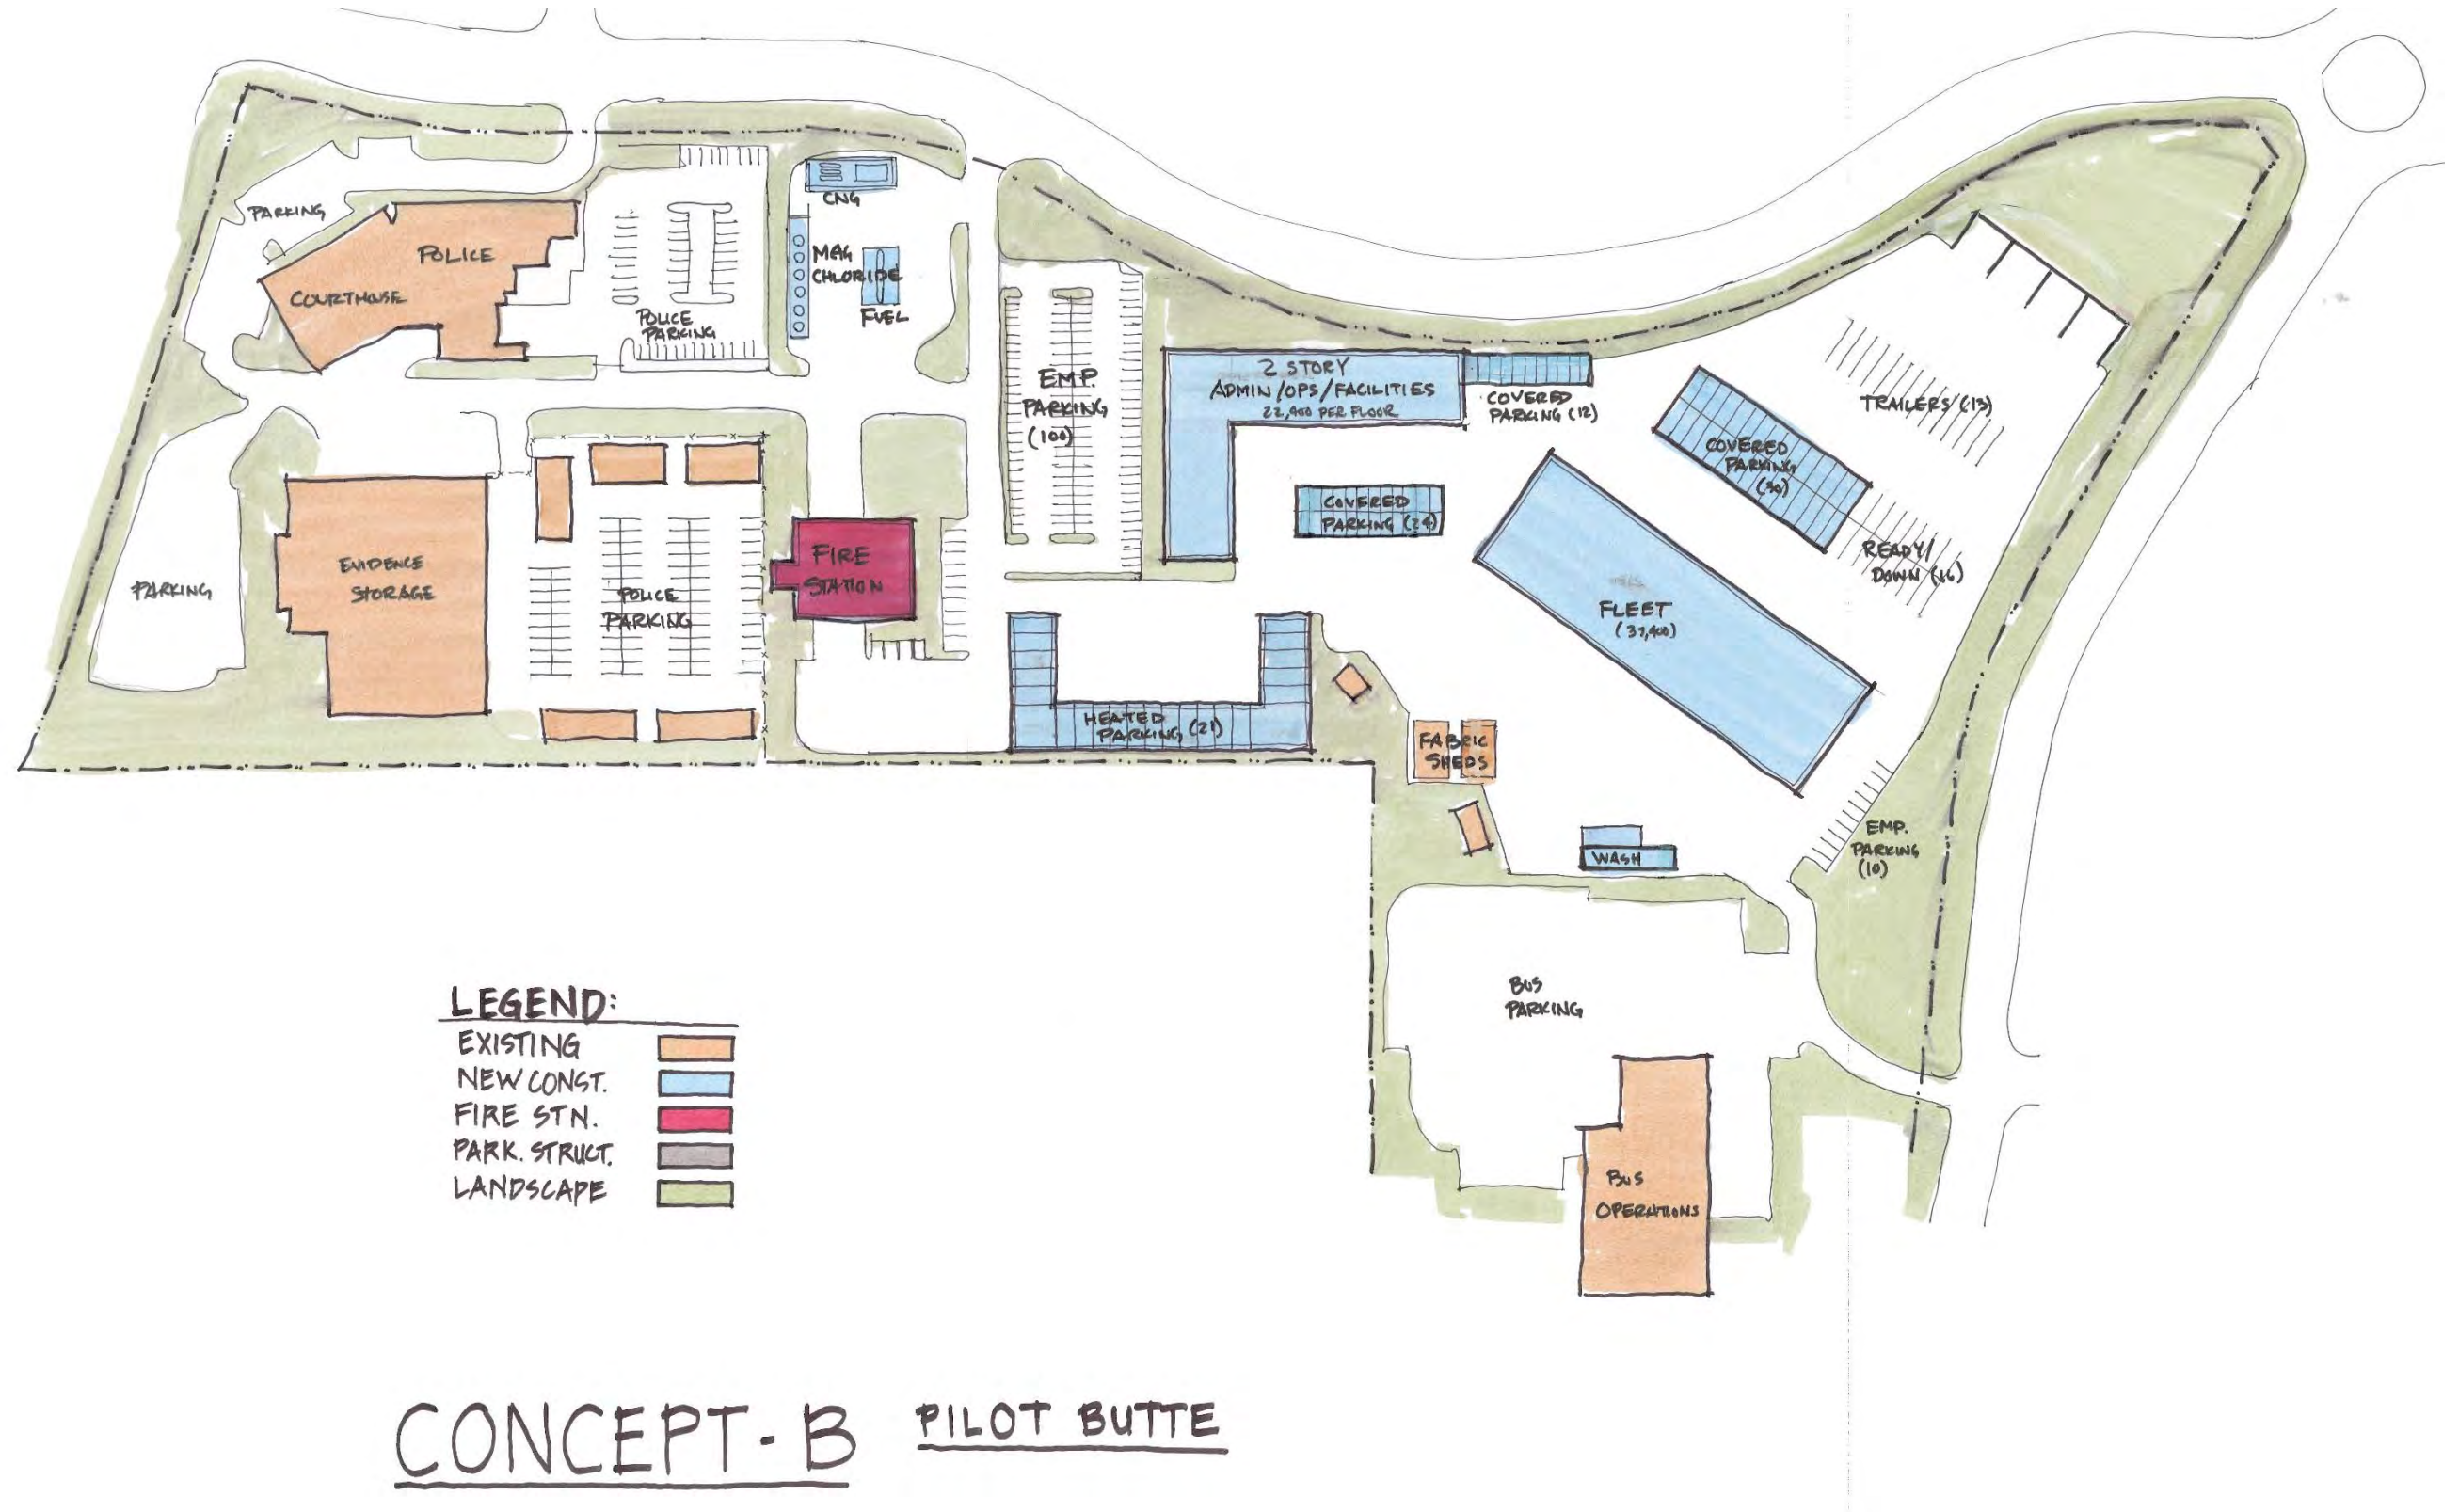 PARKING
POLICE
COURTHOUSE
POLICE
PARKING
CNG
MAG
CHLORIDE
FUEL
EMP.
PARKING
(100)
2 STORY
ADMIN/OPS/FACILITIES
22,400 PER FLOOR
COVERED
PARKING (12)
TRAILERS (13)
COVERED
PARKING
(30)
COVERED
PARKING (24)
READY/
DOWN (16)
FLEET
(37,400)
PARKING
EVIDENCE
STORAGE
POLICE
PARKING
FIRE
STATION
HEATED
PARKING (21)
FABRIC
SHEDS
WASH
EMP.
PARKING
(10)
BUS
PARKING
BUS
OPERATIONS
LEGEND:
EXISTING
NEW CONST.
FIRE STN.
PARK. STRUCT.
LANDSCAPE
CONCEPT-B PILOT BUTTE